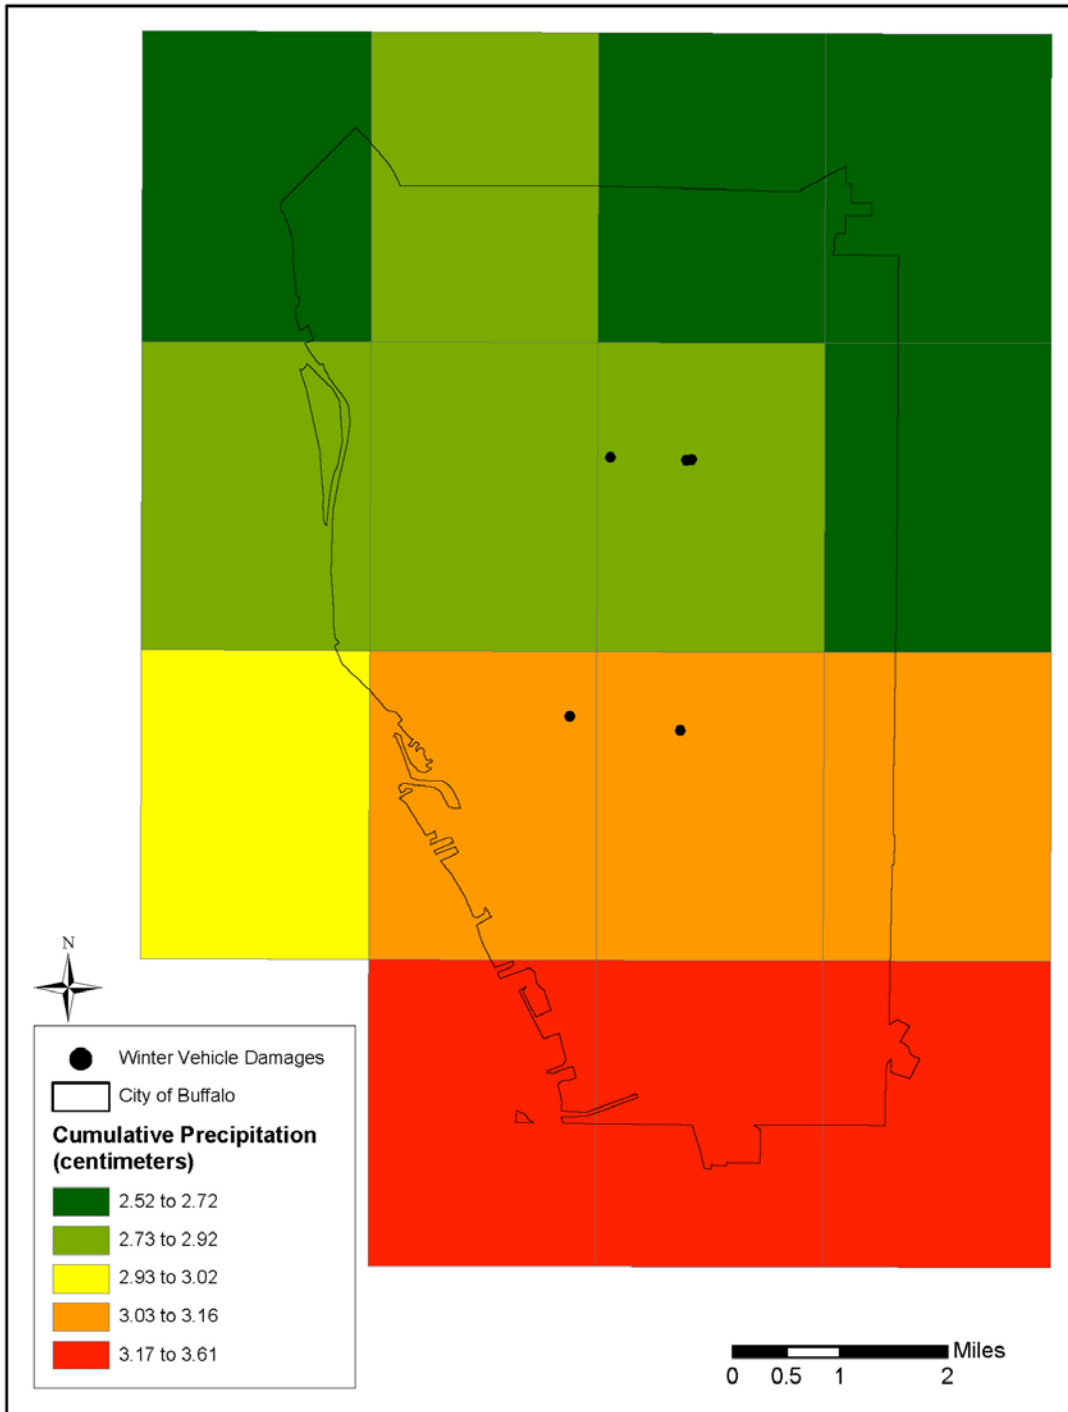 N
Winter Vehicle Damages
City of Buffalo
Cumulative Precipitation
(centimeters)
2.52 to 2.72
2.73 to 2.92
2.93 to 3.02
3.03 to 3.16
3.17 to 3.61
Miles
0 0.5 1 2